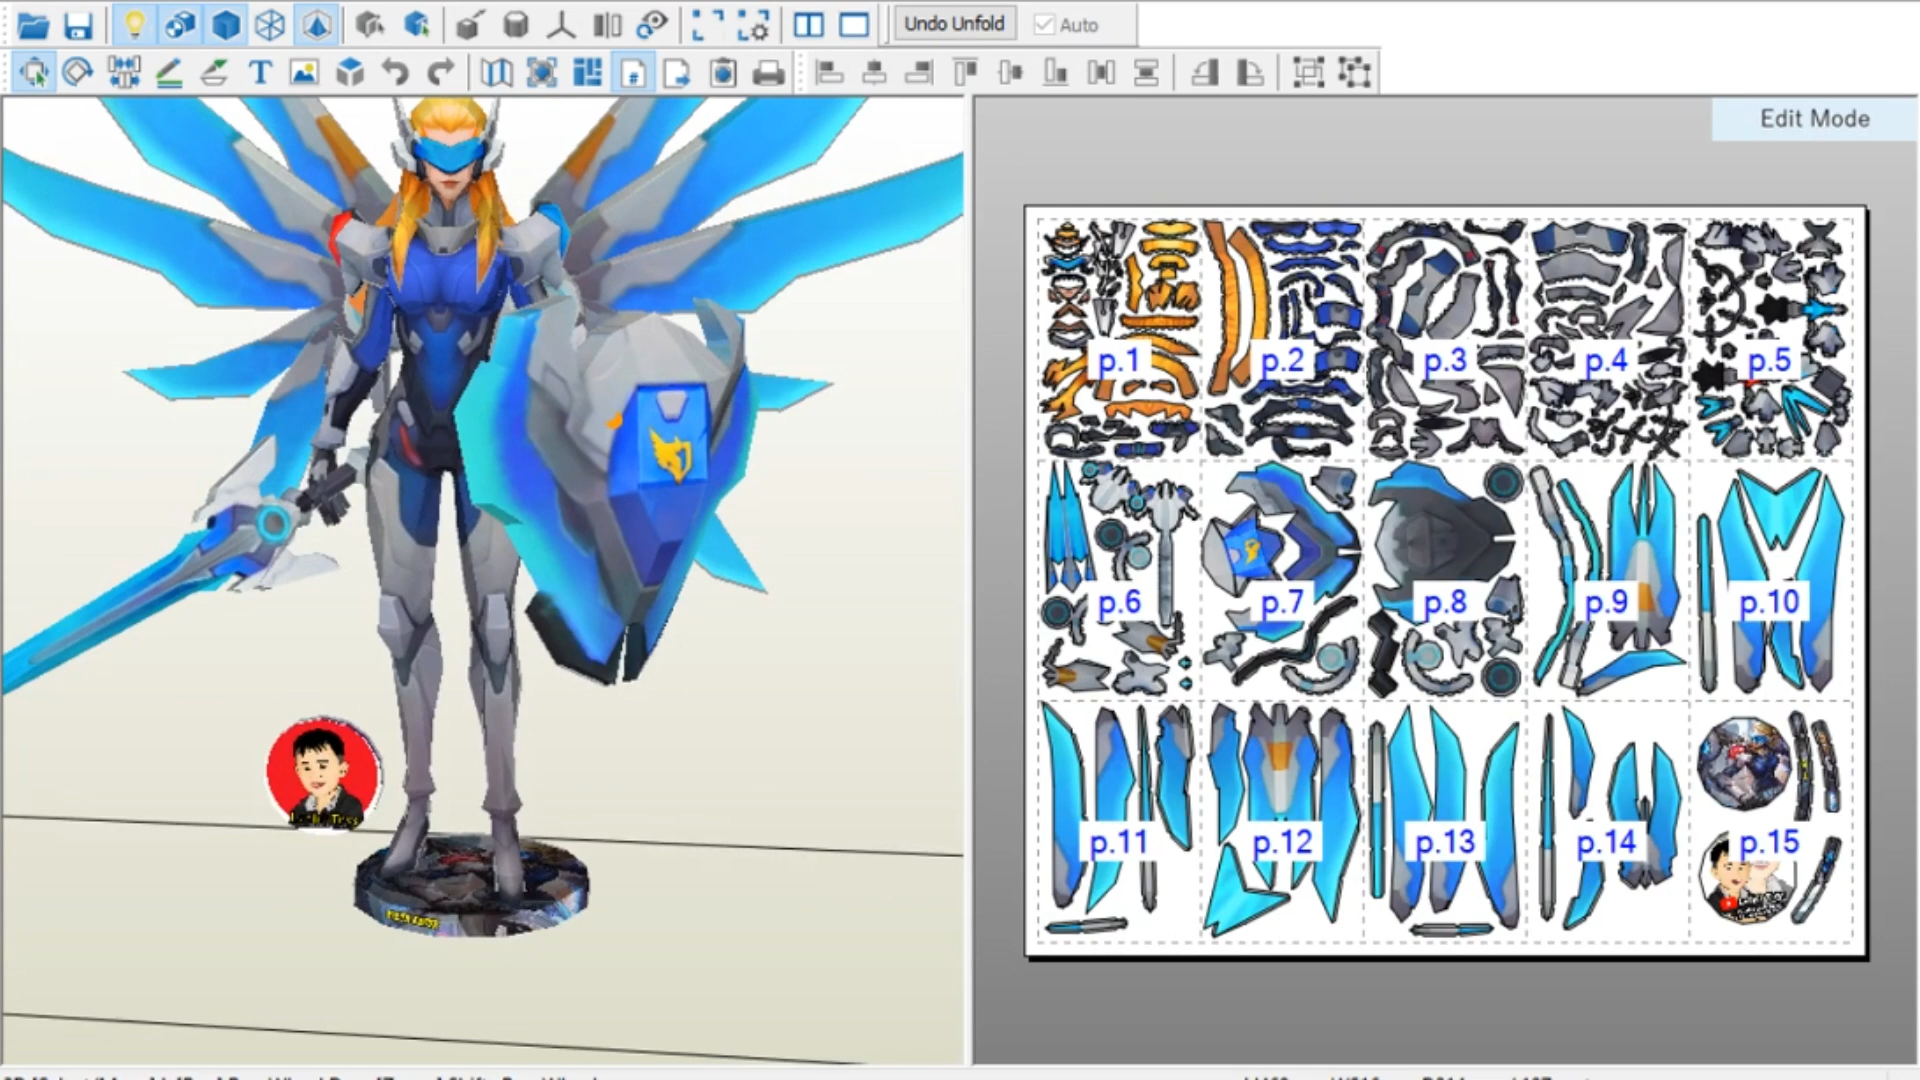 Undo Unfold
Auto
Edit Mode
p.1
p.2
p.3
p.4
p.5
p.6
p.7
p.8
p.9
p.10
p.11
p.12
p.13
p.14
p.15